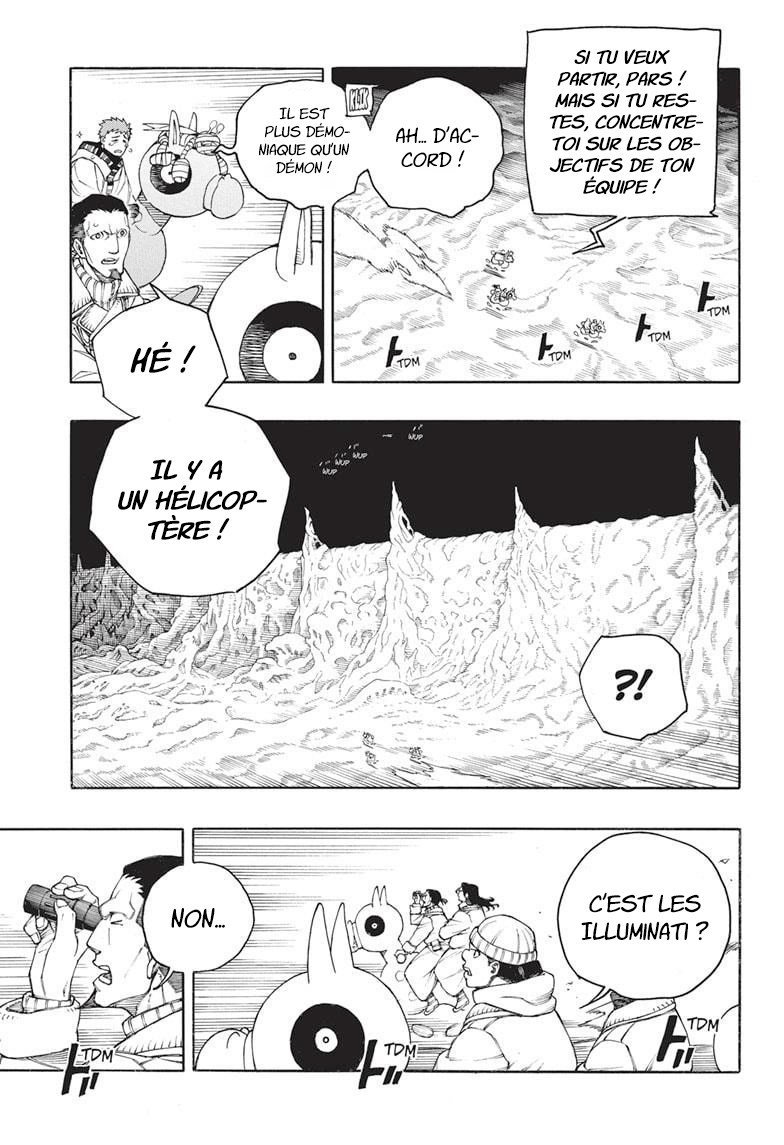 SI TU VEUX
PARTIR, PARS !
MAIS SI TU RES-
TES, CONCENTRE-
TOI SUR LES OB-
JECTIFS DE TON
ÉQUIPE !
AH... D'AC-
CORD !
KLIK
TDM
TDM
TDM
TDM
IL EST
PLUS DÉMO-
NIAQUE QU'UN
DÉMON !
HÉ !
IL Y A
UN HÉLICOP-
TÈRE !
WUP
WUP
WUP
?!
C'EST LES
ILLUMINATI ?
TDM
TDM
NON...
TDM